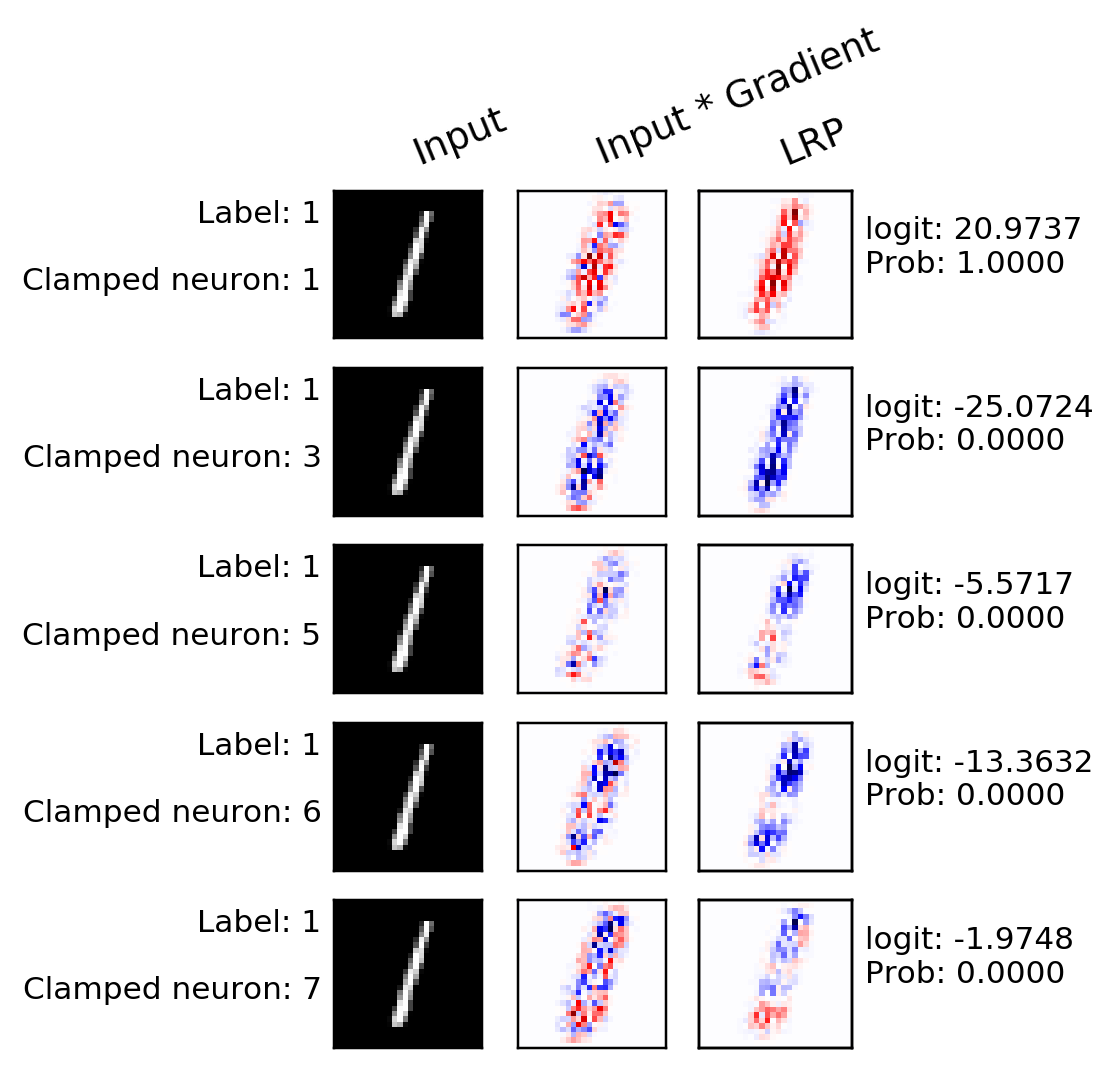 Input
Input * Gradient
LRP
Label: 1
Clamped neuron: 1
logit: 20.9737
Prob: 1.0000
Label: 1
Clamped neuron: 3
logit: -25.0724
Prob: 0.0000
Label: 1
Clamped neuron: 5
logit: -5.5717
Prob: 0.0000
Label: 1
Clamped neuron: 6
logit: -13.3632
Prob: 0.0000
Label: 1
Clamped neuron: 7
logit: -1.9748
Prob: 0.0000